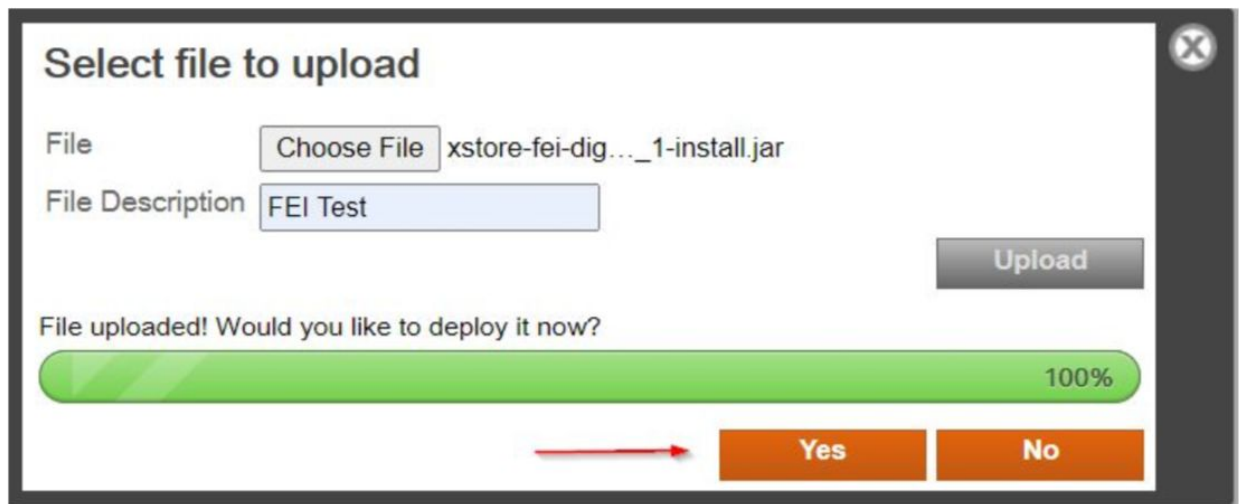 Select file to upload
File Choose File xstore-fei-dig…_1-install.jar
File Description FEI Test
Upload
File uploaded! Would you like to deploy it now?
100%
Yes No